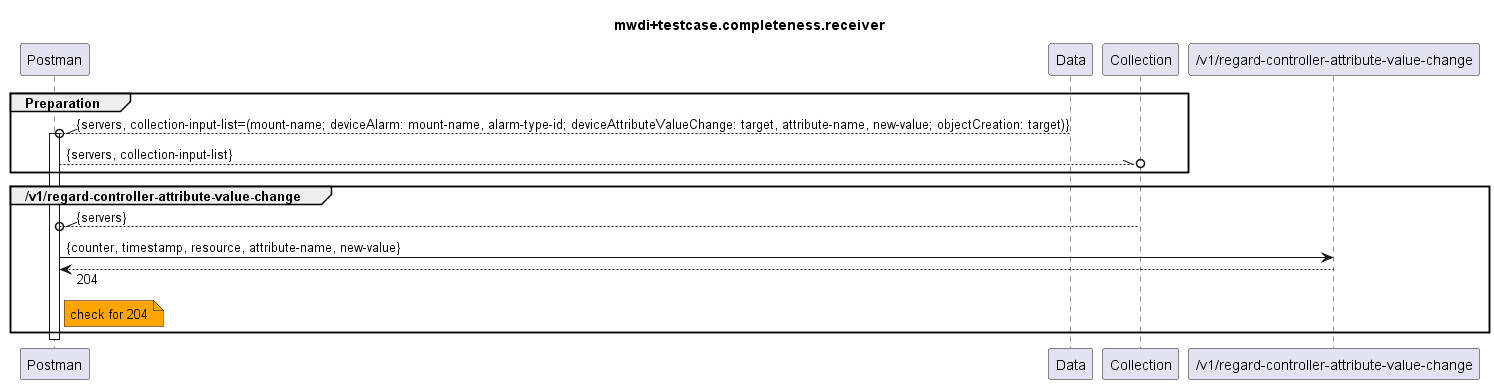 mwdi+testcase.completeness.receiver
Postman
Data
Collection
/v1/regard-controller-attribute-value-change
Preparation
{servers, collection-input-list=(mount-name; deviceAlarm: mount-name, alarm-type-id; deviceAttributeValueChange: target, attribute-name, new-value; objectCreation: target)}
{servers, collection-input-list}
/v1/regard-controller-attribute-value-change
{servers}
{counter, timestamp, resource, attribute-name, new-value}
204
check for 204
Postman
Data
Collection
/v1/regard-controller-attribute-value-change